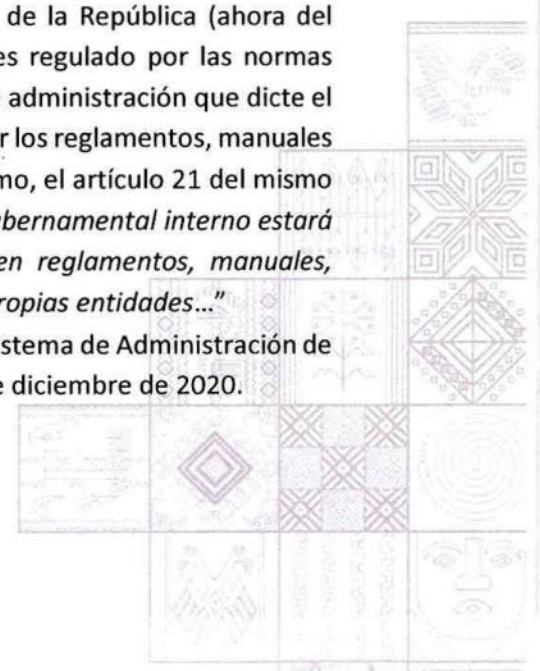 de la República (ahora del
es regulado por las normas
administración que dicte el
r los reglamentos, manuales
mo, el artículo 21 del mismo
bernamental interno estará
en reglamentos, manuales,
ropias entidades...”
istema de Administración de
e diciembre de 2020.